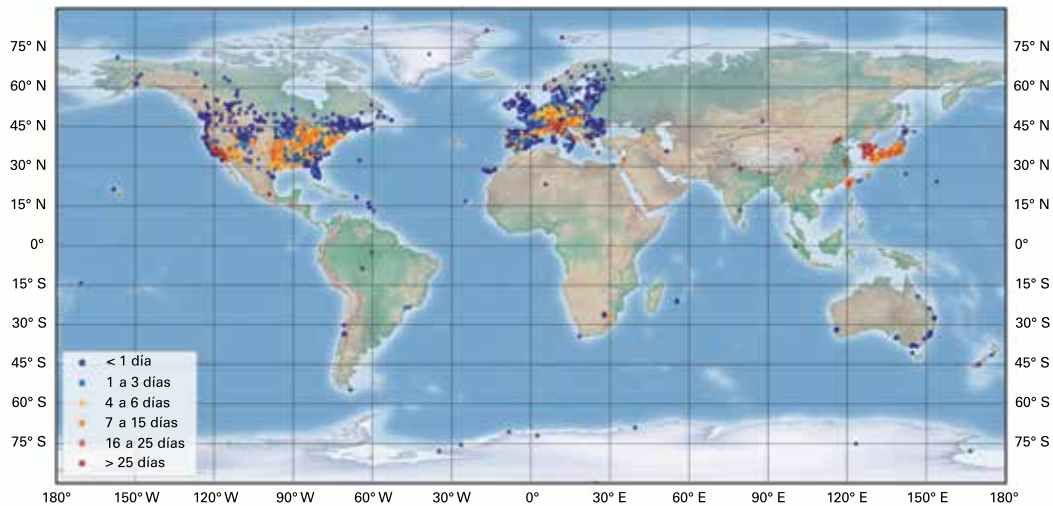 75° N
75° N
60° N
60° N
45° N
45° N
30° N
30° N
15° N
15° N
0°
0°
15° S
15° S
30° S
30° S
45° S
45° S
60° S
60° S
75° S
75° S
< 1 día
1 a 3 días
4 a 6 días
7 a 15 días
16 a 25 días
> 25 días
180°
150° W
120° W
90° W
60° W
30° W
0°
30° E
60° E
90° E
120° E
150° E
180°